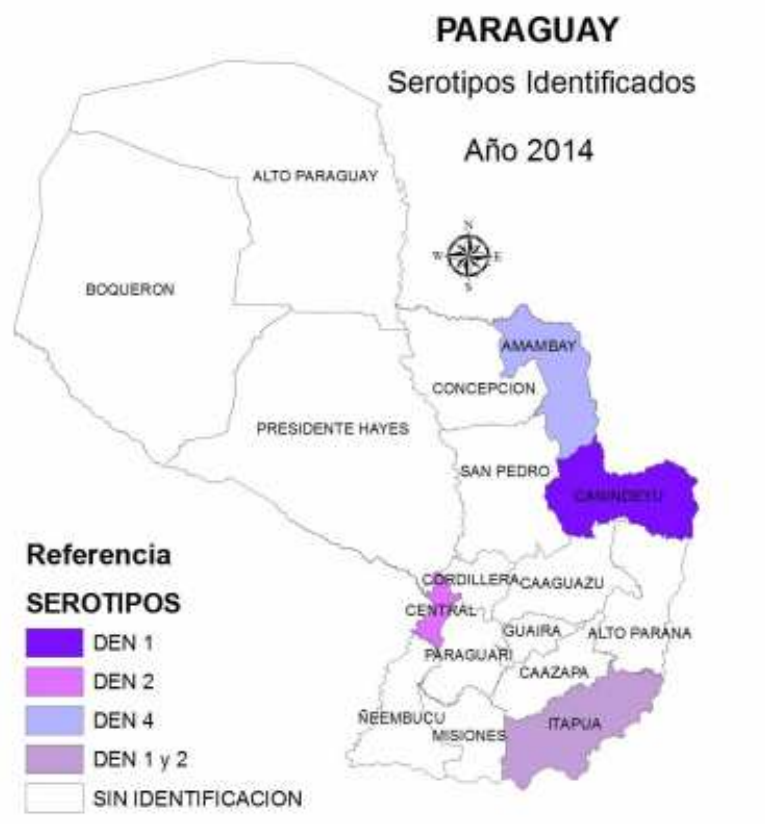 PARAGUAY
Serotipos Identificados
Año 2014
ALTO PARAGUAY
N
W E
S
BOQUERON
AMAMBAY
CONCEPCION
PRESIDENTE HAYES
SAN PEDRO
CANINDEYU
CORDILLERA
CAAGUAZU
CENTRAL
GUAIRA
ALTO PARANA
PARAGUARI
CAAZAPA
ÑEEMBUCU
MISIONES
ITAPUA
Referencia
SEROTIPOS
DEN 1
DEN 2
DEN 4
DEN 1 y 2
SIN IDENTIFICACION